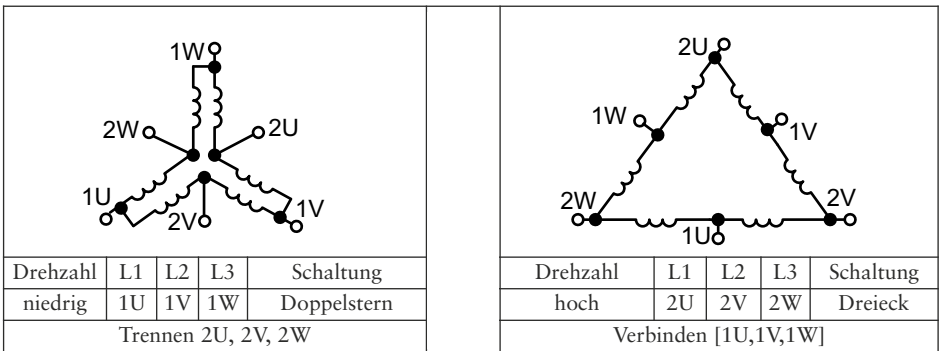 1W
2W
2U
1U
2V
1V
Drehzahl L1 L2 L3 Schaltung
niedrig 1U 1V 1W Doppelstern
Trennen 2U, 2V, 2W
2U
1W
1V
2W
2V
1U
Drehzahl L1 L2 L3 Schaltung
hoch 2U 2V 2W Dreieck
Verbinden [1U,1V,1W]